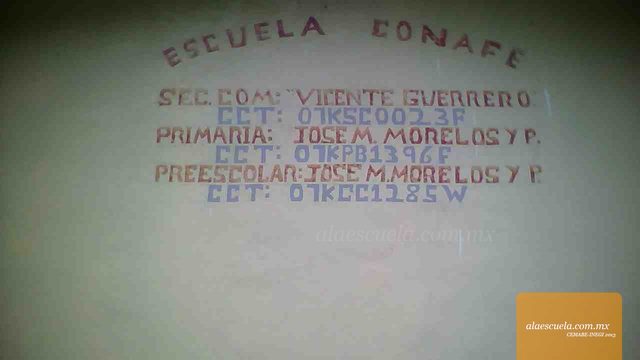 ESCUELA CONAFE
SEC. COM: "VICENTE GUERRERO"
CCT: 07KSC0023F
PRIMARIA: JOSE M. MORELOS Y P.
CCT: 07KPB1396F
PREESCOLAR: JOSE M. MORELOS Y P.
CCT: 07KCC1285W
alaescuela.com.mx
alaescuela.com.mx
CEMABE-INEGI 2013